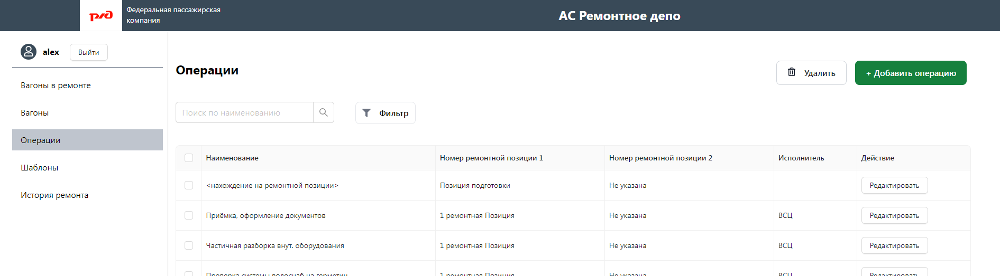 РЖД
Федеральная пассажирская
компания
АС Ремонтное депо
alex
Выйти
Вагоны в ремонте
Вагоны
Операции
Шаблоны
История ремонта
Операции
Удалить
+ Добавить операцию
Поиск по наименованию
Фильтр
Наименование Номер ремонтной позиции 1 Номер ремонтной позиции 2 Исполнитель Действие
<нахождение на ремонтной позиции> Позиция подготовки Не указана Редактировать
Приёмка, оформление документов 1 ремонтная Позиция Не указана ВСЦ Редактировать
Частичная разборка внут. оборудования 1 ремонтная Позиция Не указана ВСЦ Редактировать
Проверка системы водоснаб на герметич 1 ремонтная Позиция Не указана ВСЦ Редактировать